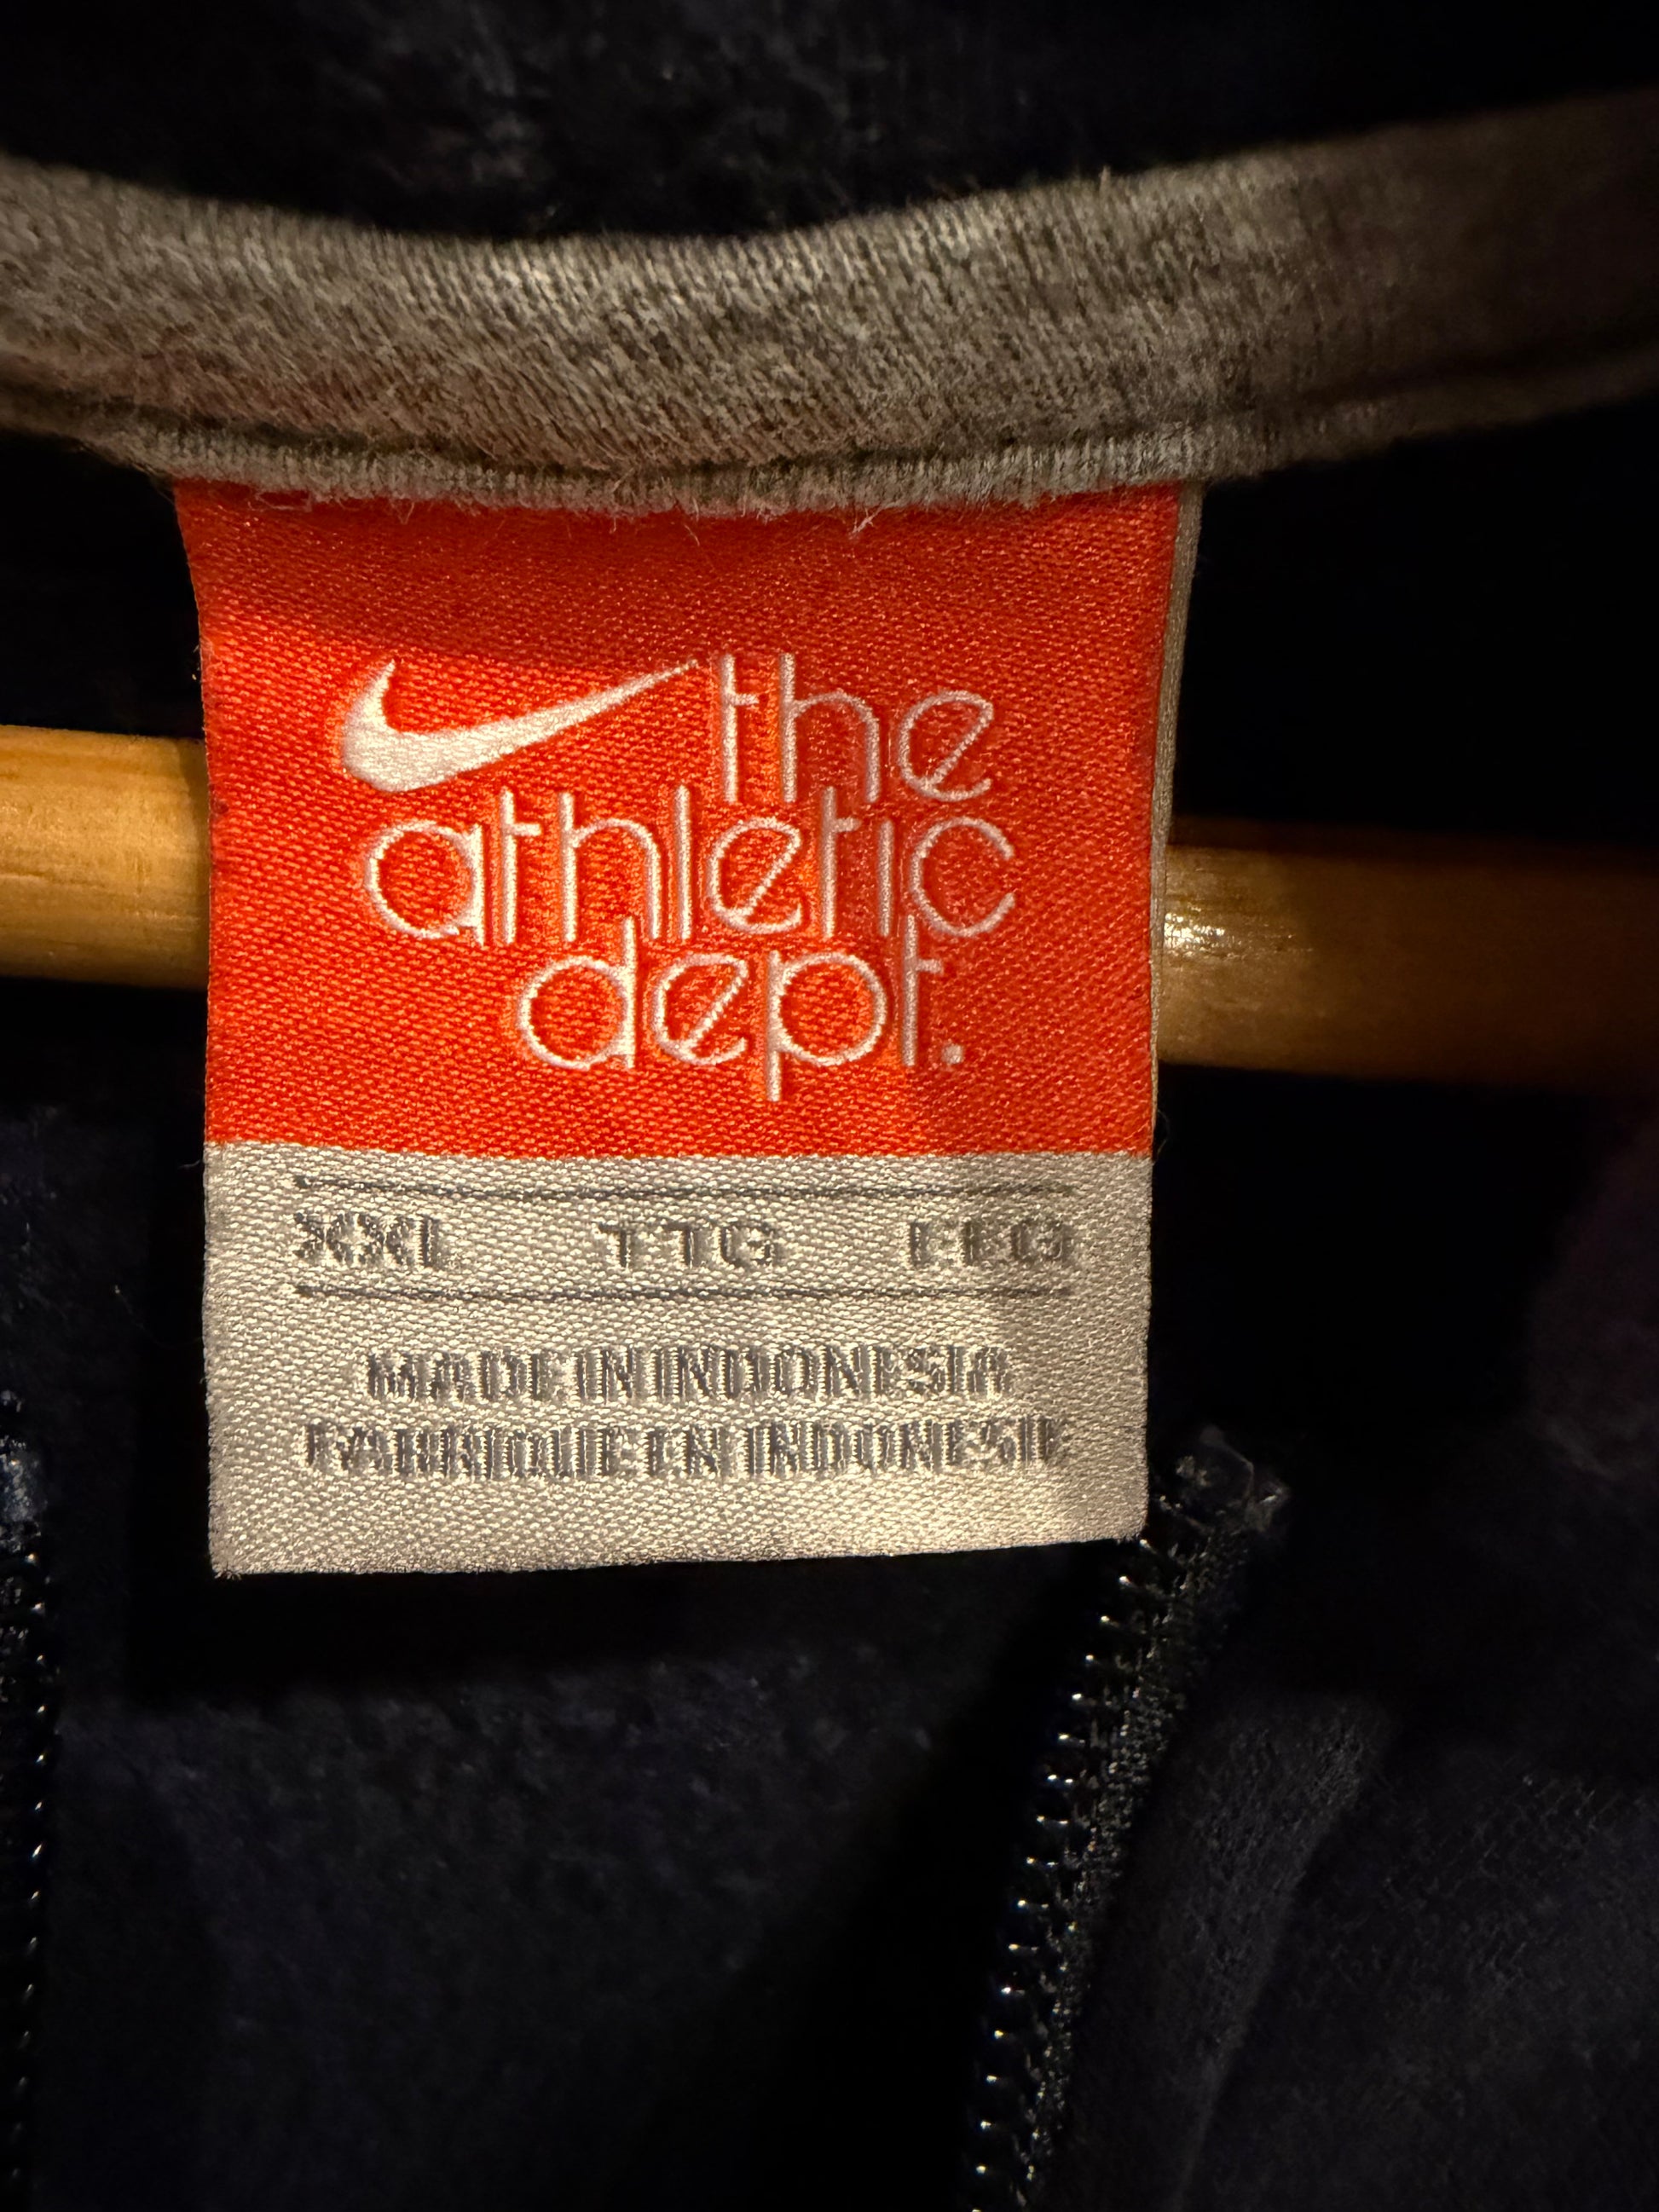 the
athletic
dept.
XXL TTG EEG
MADE IN INDONESIA
FABRIQUE EN INDONESIE